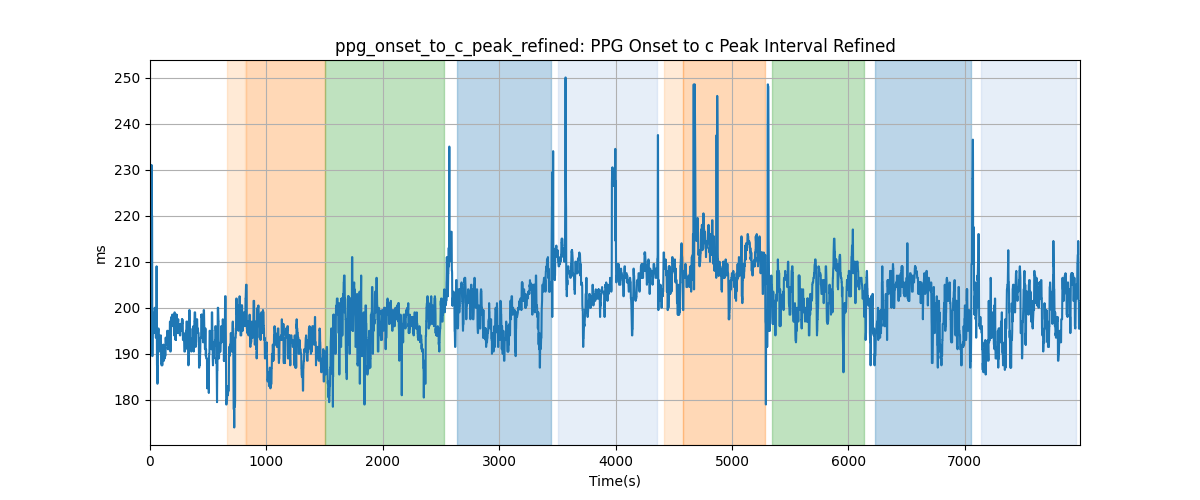 ppg_onset_to_c_peak_refined: PPG Onset to c Peak Interval Refined
250
240
230
220
210
200
190
180
ms
0 1000 2000 3000 4000 5000 6000 7000
Time(s)